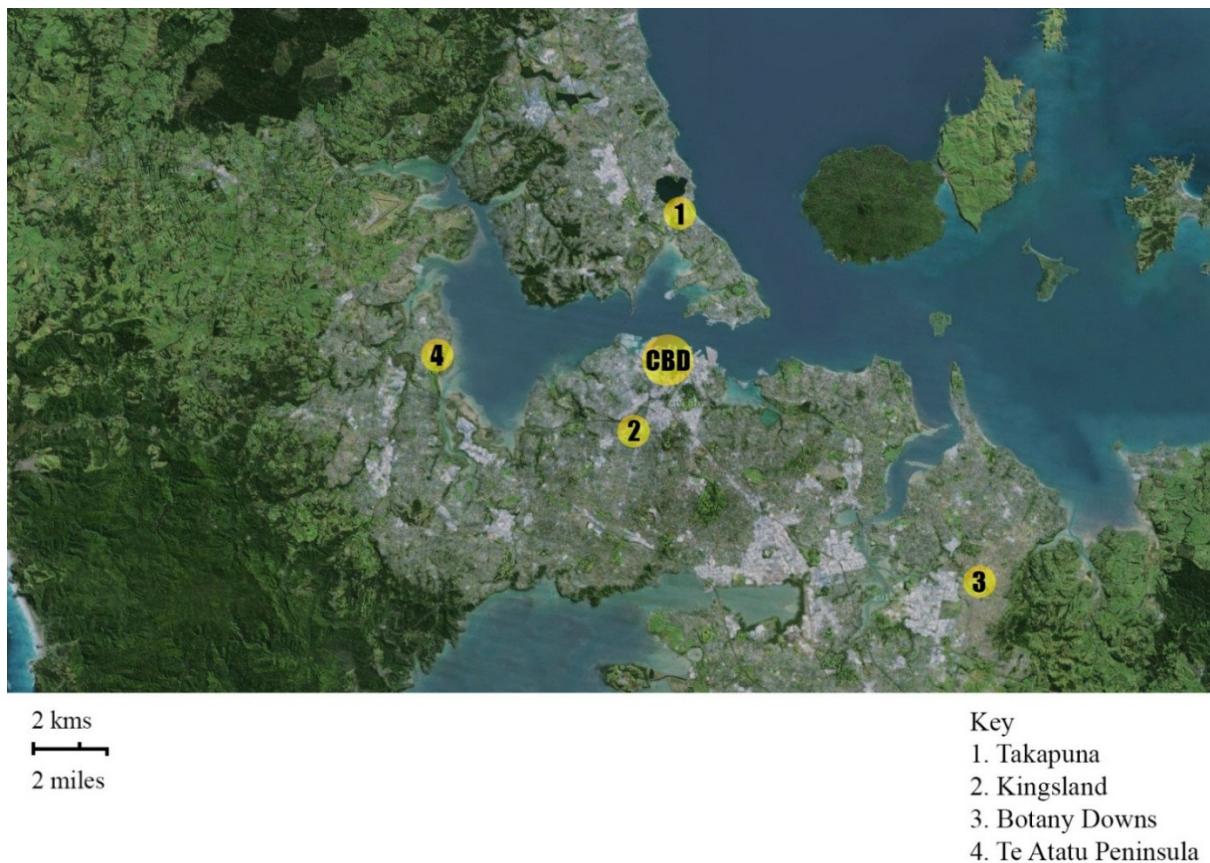 1
4
CBD
2
3
2 kms
2 miles
Key
1. Takapuna
2. Kingsland
3. Botany Downs
4. Te Atatu Peninsula